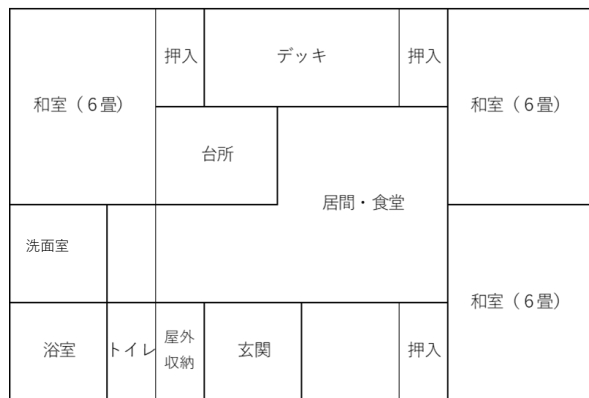 押入
デッキ
押入
和室（６畳）
和室（６畳）
台所
居間・食堂
洗面室
和室（６畳）
浴室
トイレ
屋外
収納
玄関
押入